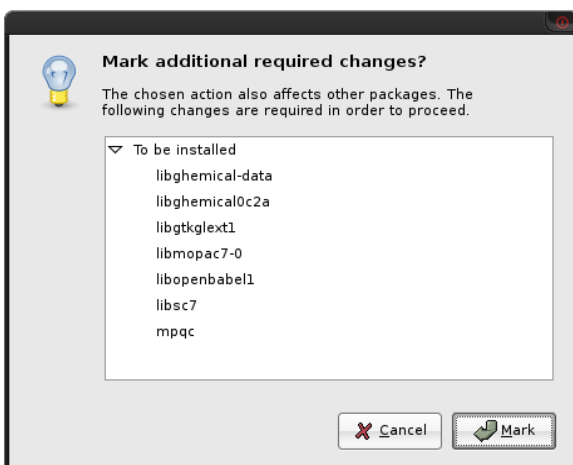 Mark additional required changes?
The chosen action also affects other packages. The
following changes are required in order to proceed.
To be installed
libghemical-data
libghemical0c2a
libgtkglext1
libmopac7-0
libopenbabel1
libsc7
mpqc
Cancel
Mark